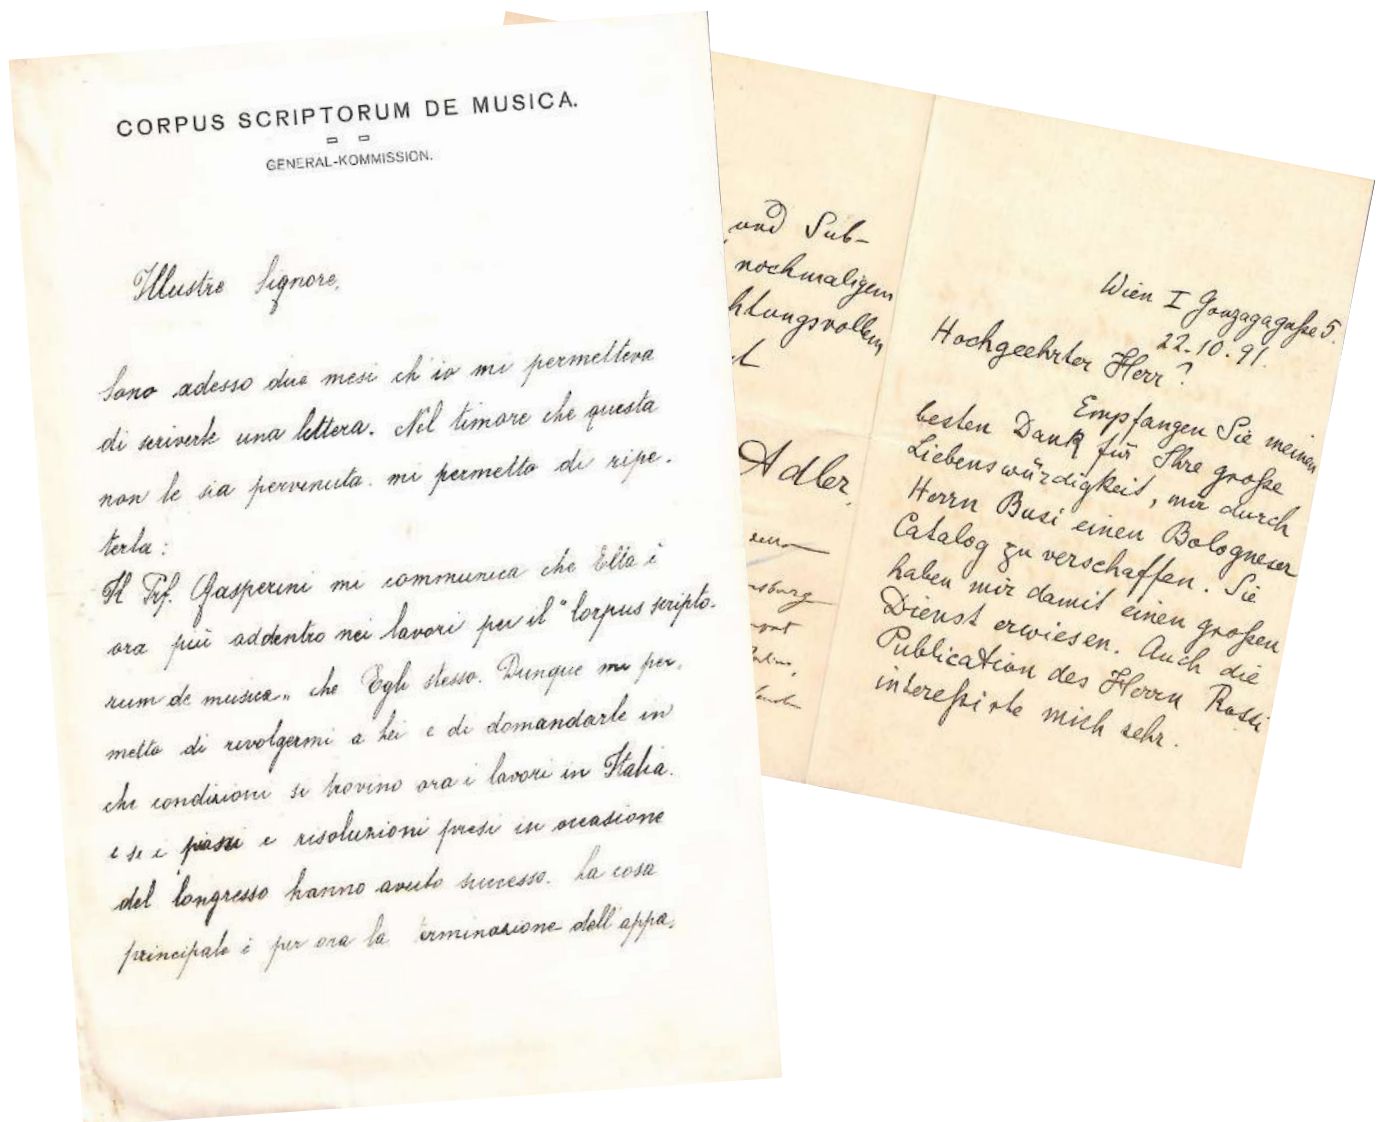 CORPUS SCRIPTORUM DE MUSICA.
GENERAL-KOMMISSION.
Illustre Signore,
Sono adesso due mesi ch'io mi permetteva
di scriverle una lettera. Nel timore che questa
non le sia pervenuta. mi permetto di ripe-
terla:
Il Prf. Gasperini mi communica che Ella è
ora più addentro nei lavori per il "Corpus scripto-
rum de musica" che Egli stesso. Dunque mi per-
metto di rivolgermi a Lei e di domandarle in
che condizioni si trovino ora i lavori in Italia.
e se i passi e risoluzioni presi in occasione
del Congresso hanno avuto successo. La cosa
principale è per ora la terminazione dell'appa-
und Sub-
nochmaligem
htungsvollem
Adler
nsburg
Wien I Gonzagagaße 5.
22.10.91.
Hochgeehrter Herr!
Empfangen Sie meinen
besten Dank für Ihre große
Liebenswürdigkeit, mir durch
Herrn Busi einen Bologneser
Catalog zu verschaffen. Sie
haben mir damit einen großen
Dienst erwiesen. Auch die
Publication des Herrn Rossi
intereßirte mich sehr.